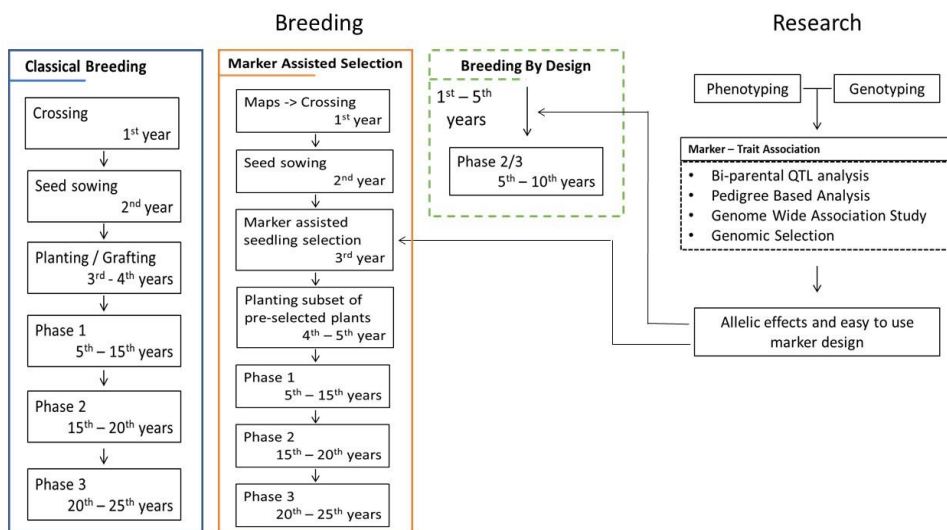 Breeding
Research
Classical Breeding
Crossing
1st year
Seed sowing
2nd year
Planting / Grafting
3rd - 4th years
Phase 1
5th – 15th years
Phase 2
15th – 20th years
Phase 3
20th – 25th years
Marker Assisted Selection
Maps -> Crossing
1st year
Seed sowing
2nd year
Marker assisted
seedling selection
3rd year
Planting subset of
pre-selected plants
4th – 5th year
Phase 1
5th – 15th years
Phase 2
15th – 20th years
Phase 3
20th – 25th years
Breeding By Design
1st – 5th
years
Phase 2/3
5th – 10th years
Phenotyping
Genotyping
Marker – Trait Association
• Bi-parental QTL analysis
• Pedigree Based Analysis
• Genome Wide Association Study
• Genomic Selection
Allelic effects and easy to use
marker design